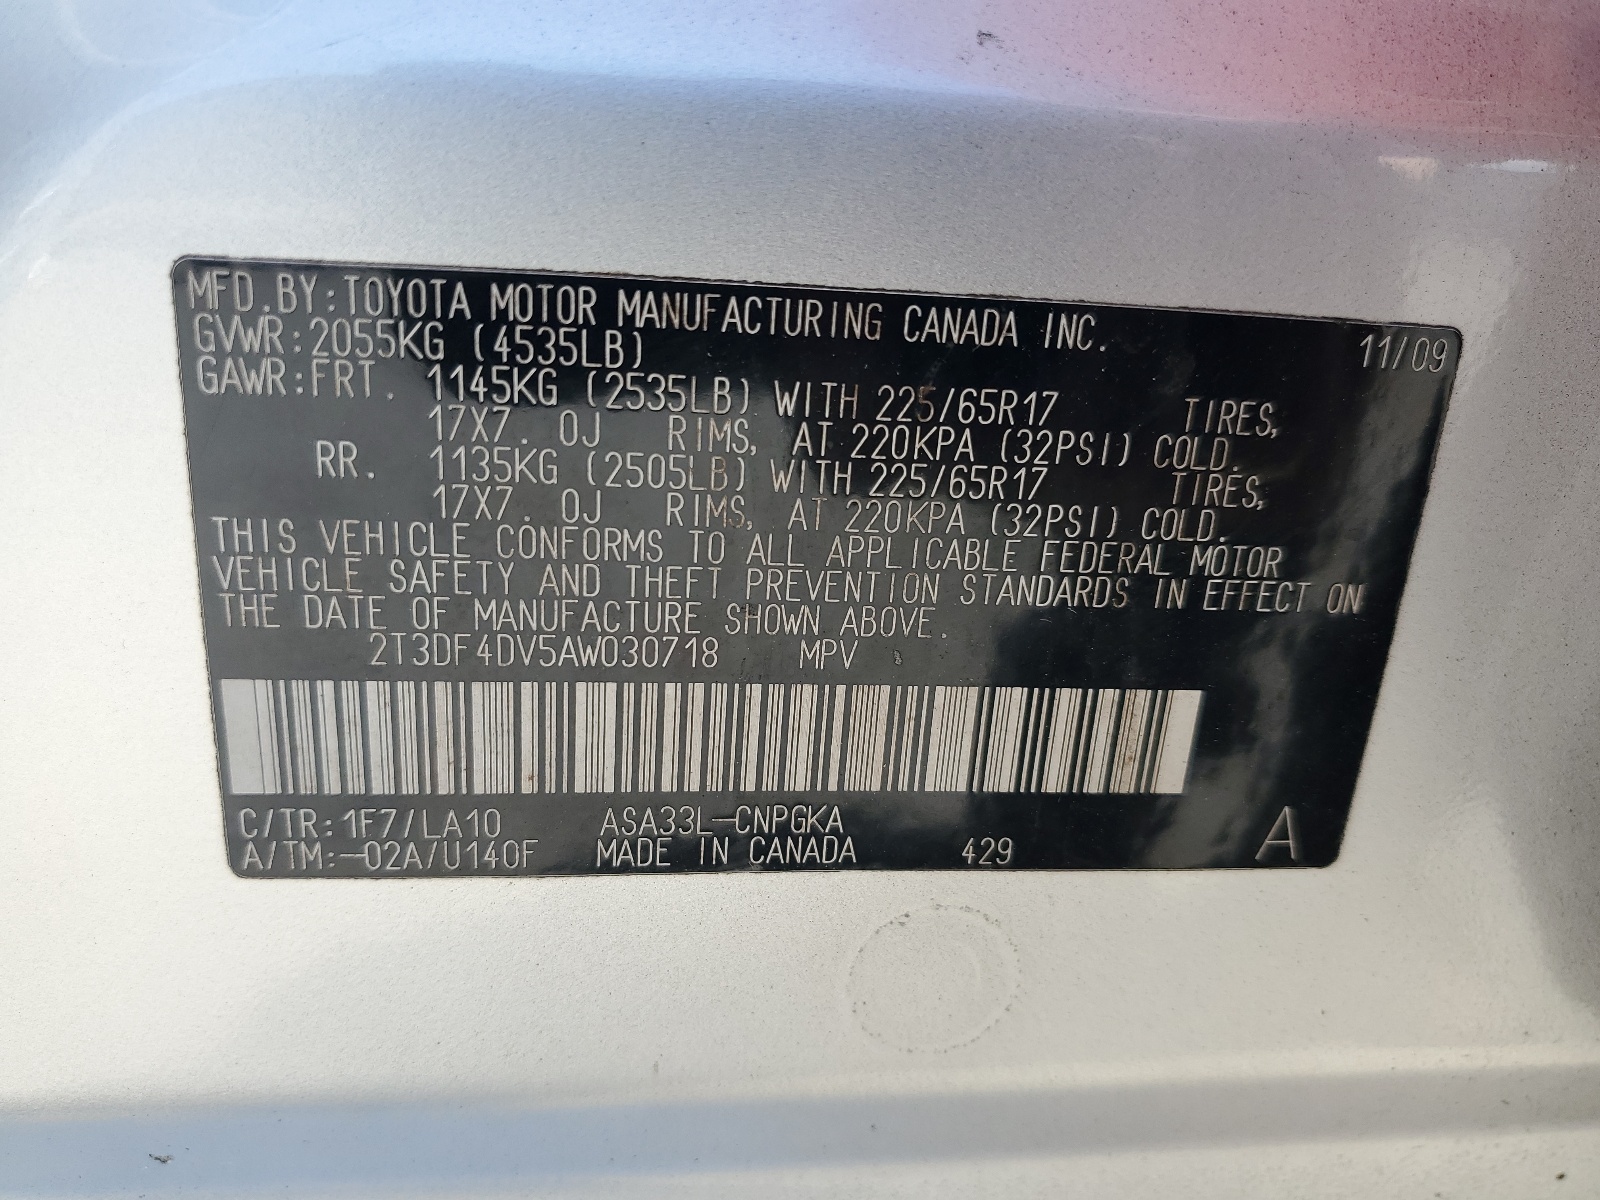 MFD.BY:TOYOTA MOTOR MANUFACTURING CANADA INC. 11/09
GVWR:2055KG (4535LB)
GAWR:FRT. 1145KG (2535LB) WITH 225/65R17 TIRES,
17X7.0J RIMS, AT 220KPA (32PSI) COLD.
RR. 1135KG (2505LB) WITH 225/65R17 TIRES,
17X7.0J RIMS, AT 220KPA (32PSI) COLD.
THIS VEHICLE CONFORMS TO ALL APPLICABLE FEDERAL MOTOR
VEHICLE SAFETY AND THEFT PREVENTION STANDARDS IN EFFECT ON
THE DATE OF MANUFACTURE SHOWN ABOVE.
2T3DF4DV5AW030718 MPV
C/TR:1F7/LA10 ASA33L-CNPGKA
A/TM:-02A/U140F MADE IN CANADA 429 A